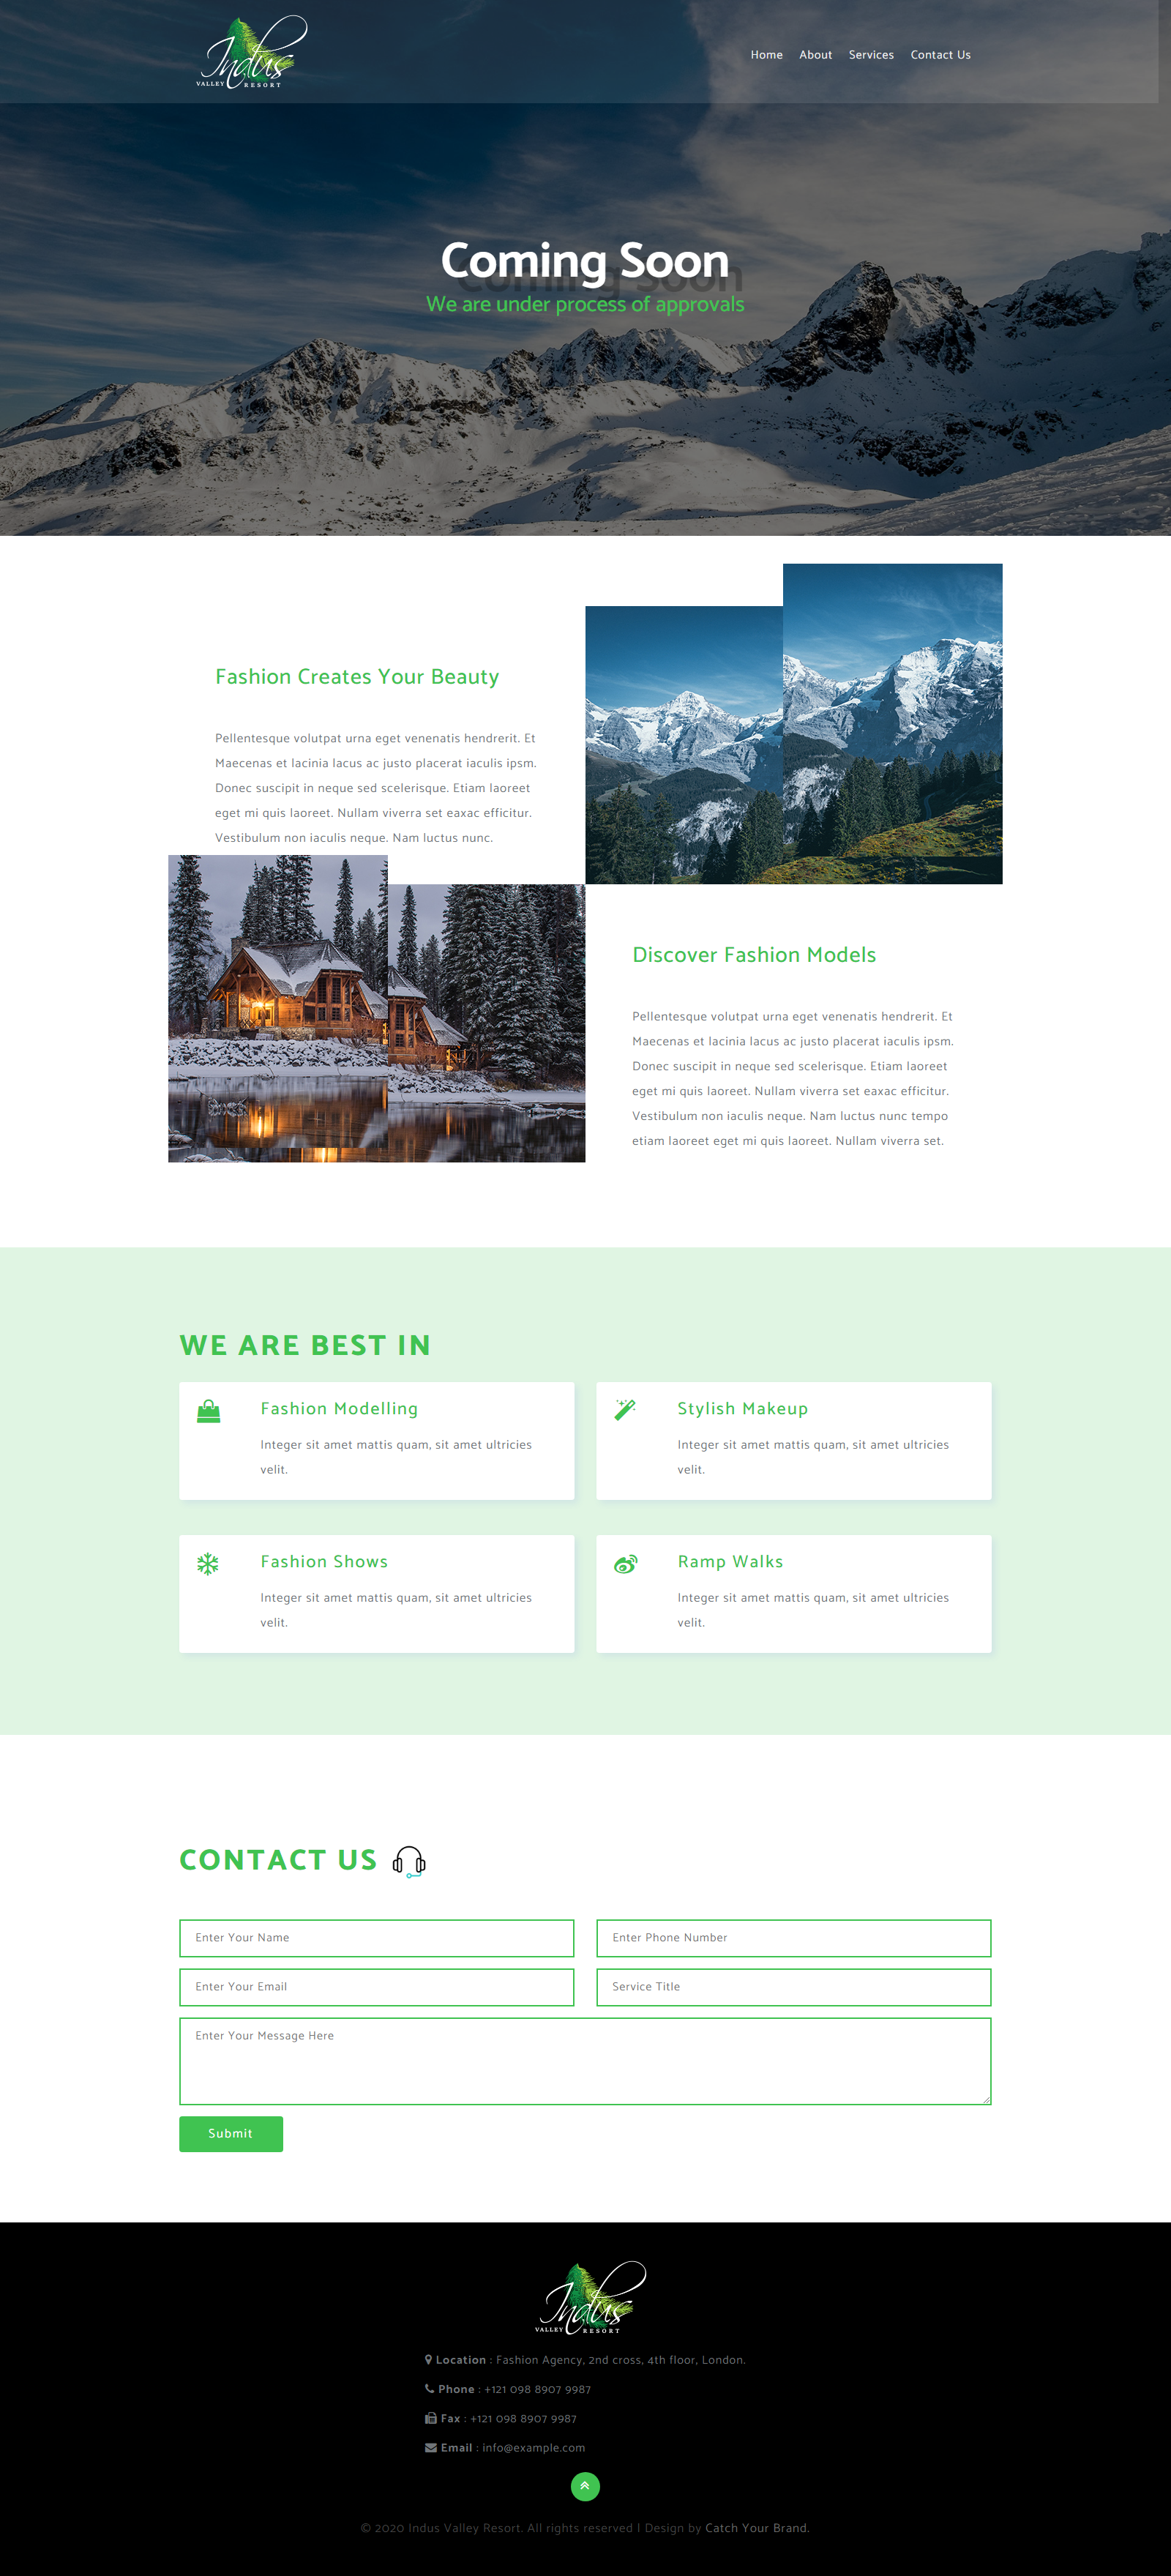 Indus
VALLEY RESORT
Home About Services Contact Us
Coming Soon
We are under process of approvals
Fashion Creates Your Beauty
Pellentesque volutpat urna eget venenatis hendrerit. Et
Maecenas et lacinia lacus ac justo placerat iaculis ipsm.
Donec suscipit in neque sed scelerisque. Etiam laoreet
eget mi quis laoreet. Nullam viverra set eaxac efficitur.
Vestibulum non iaculis neque. Nam luctus nunc.
Discover Fashion Models
Pellentesque volutpat urna eget venenatis hendrerit. Et
Maecenas et lacinia lacus ac justo placerat iaculis ipsm.
Donec suscipit in neque sed scelerisque. Etiam laoreet
eget mi quis laoreet. Nullam viverra set eaxac efficitur.
Vestibulum non iaculis neque. Nam luctus nunc tempo
etiam laoreet eget mi quis laoreet. Nullam viverra set.
WE ARE BEST IN
Fashion Modelling
Integer sit amet mattis quam, sit amet ultricies
velit.
Stylish Makeup
Integer sit amet mattis quam, sit amet ultricies
velit.
Fashion Shows
Integer sit amet mattis quam, sit amet ultricies
velit.
Ramp Walks
Integer sit amet mattis quam, sit amet ultricies
velit.
CONTACT US
Enter Your Name
Enter Phone Number
Enter Your Email
Service Title
Enter Your Message Here
Submit
Indus
VALLEY RESORT
Location : Fashion Agency, 2nd cross, 4th floor, London.
Phone : +121 098 8907 9987
Fax : +121 098 8907 9987
Email : info@example.com
© 2020 Indus Valley Resort. All rights reserved | Design by Catch Your Brand.